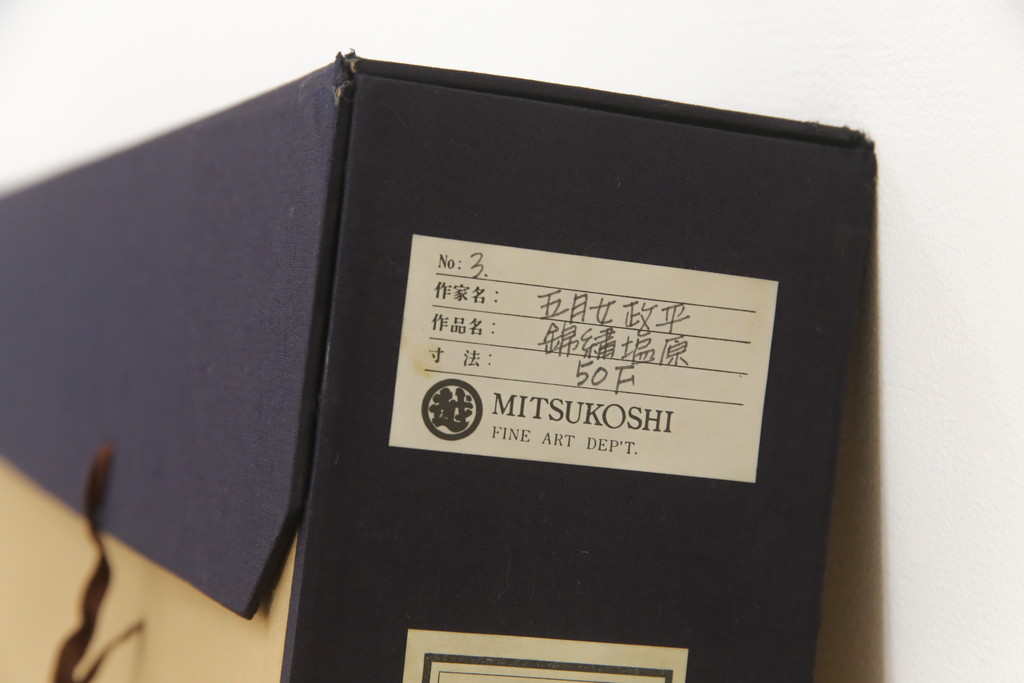 No: 3.
作家名: 五月女政平
作品名: 錦繡塩原
寸 法: 50F
越 MITSUKOSHI
FINE ART DEP'T.